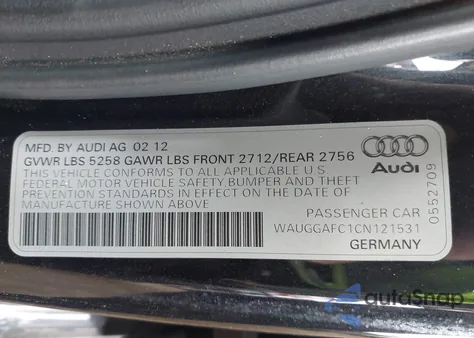 MFD. BY AUDI AG 02 12
GVWR LBS 5258 GAWR LBS FRONT 2712/REAR 2756
THIS VEHICLE CONFORMS TO ALL APPLICABLE U.S
FEDERAL MOTOR VEHICLE SAFETY,BUMPER AND THEFT
PREVENTION STANDARDS IN EFFECT ON THE DATE OF
MANUFACTURE SHOWN ABOVE
Audi
0552709
PASSENGER CAR
WAUGGAFC1CN121531
GERMANY
autoSnap